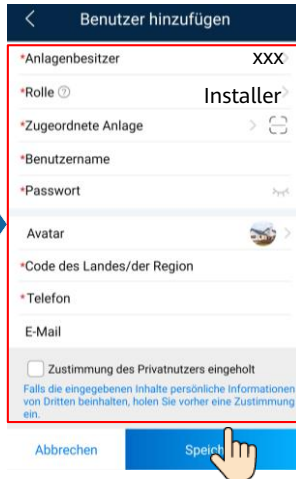 Benutzer hinzufügen
*Anlagenbesitzer XXX
*Rolle Installer
*Zugeordnete Anlage
*Benutzername
*Passwort
Avatar
*Code des Landes/der Region
*Telefon
E-Mail
Zustimmung des Privatnutzers eingeholt
Falls die eingegebenen Inhalte persönliche Informationen
von Dritten beinhalten, holen Sie vorher eine Zustimmung
ein.
Abbrechen Speich